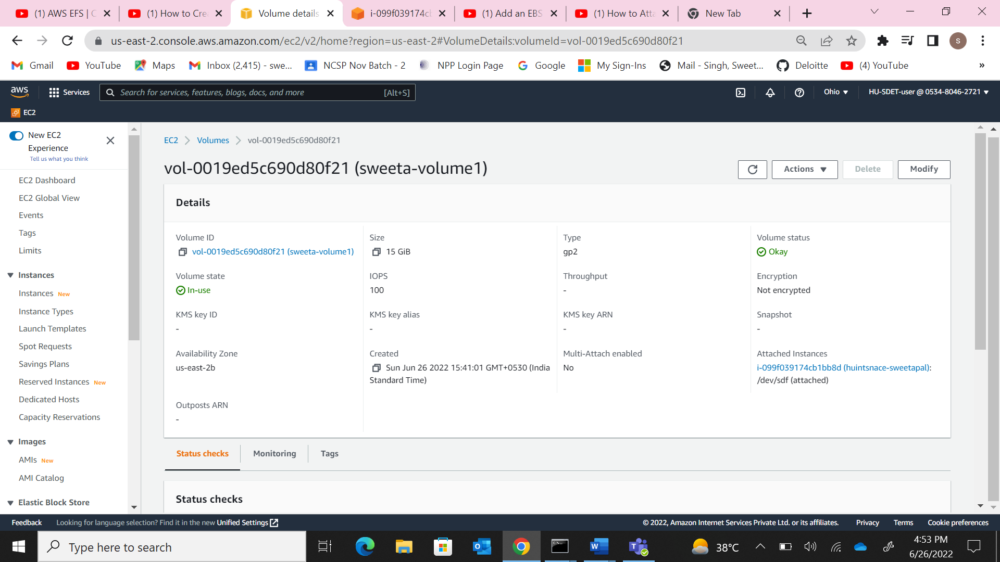 (1) AWS EFS | C
(1) How to Cre
Volume details
i-099f039174cb
(1) Add an EBS
(1) How to Atta
New Tab
us-east-2.console.aws.amazon.com/ec2/v2/home?region=us-east-2#VolumeDetails:volumeId=vol-0019ed5c690d80f21
S
Gmail
YouTube
Maps
Inbox (2,415) - swe...
NCSP Nov Batch - 2
NPP Login Page
Google
My Sign-Ins
Mail - Singh, Sweet...
Deloitte
(4) YouTube
»
aws
Services
Search for services, features, blogs, docs, and more
[Alt+S]
Ohio
HU-SDET-user @ 0534-8046-2721
EC2
New EC2
Experience
Tell us what you think
EC2 Dashboard
EC2 Global View
Events
Tags
Limits
Instances
Instances New
Instance Types
Launch Templates
Spot Requests
Savings Plans
Reserved Instances New
Dedicated Hosts
Capacity Reservations
Images
AMIs New
AMI Catalog
Elastic Block Store
EC2 > Volumes > vol-0019ed5c690d80f21
vol-0019ed5c690d80f21 (sweeta-volume1)
Actions
Delete
Modify
Details
Volume ID
vol-0019ed5c690d80f21 (sweeta-volume1)
Size
15 GiB
Type
gp2
Volume status
Okay
Volume state
In-use
IOPS
100
Throughput
-
Encryption
Not encrypted
KMS key ID
-
KMS key alias
-
KMS key ARN
-
Snapshot
-
Availability Zone
us-east-2b
Created
Sun Jun 26 2022 15:41:01 GMT+0530 (India
Standard Time)
Multi-Attach enabled
No
Attached Instances
i-099f039174cb1bb8d (huintsnace-sweetapal):
/dev/sdf (attached)
Outposts ARN
-
Status checks
Monitoring
Tags
Status checks
Feedback
Looking for language selection? Find it in the new Unified Settings
© 2022, Amazon Internet Services Private Ltd. or its affiliates.
Privacy
Terms
Cookie preferences
Type here to search
38°C
4:53 PM
6/26/2022